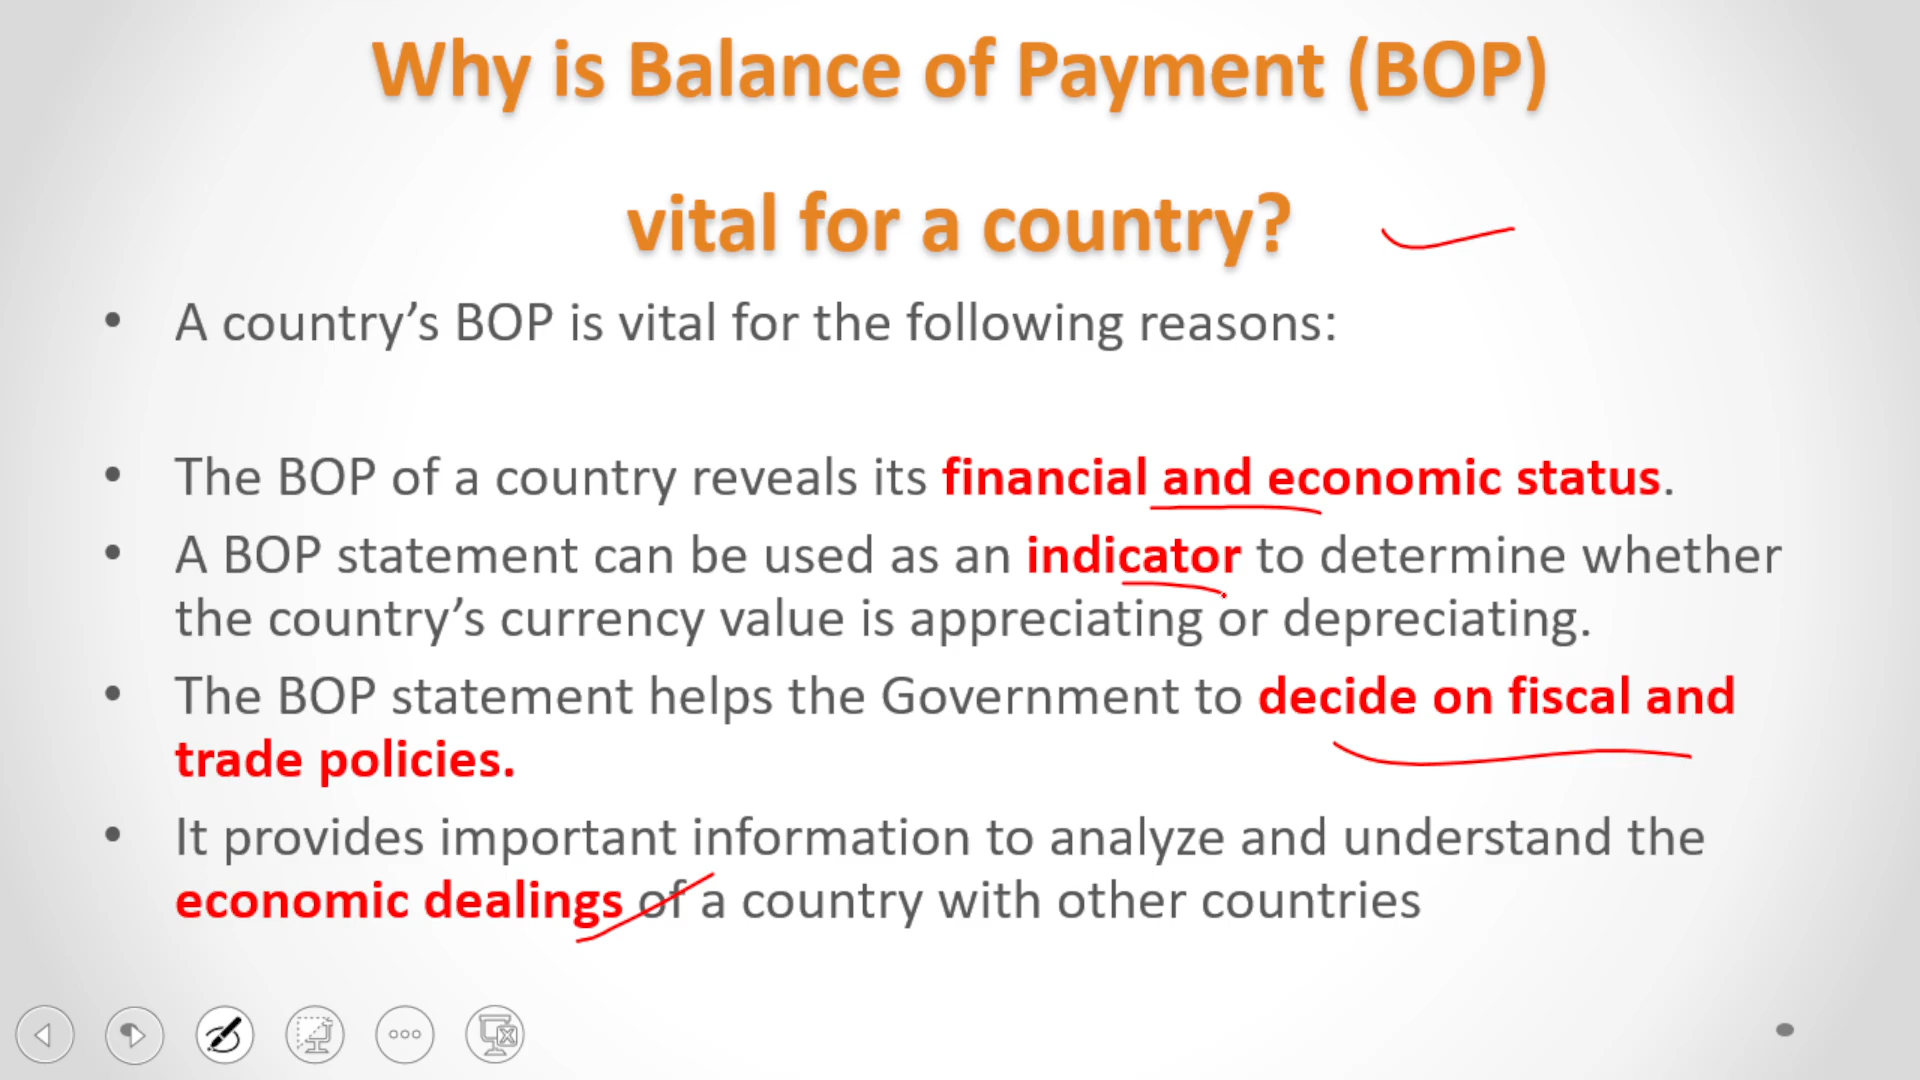 Why is Balance of Payment (BOP)
vital for a country?
• A country’s BOP is vital for the following reasons:
• The BOP of a country reveals its financial and economic status.
• A BOP statement can be used as an indicator to determine whether
the country’s currency value is appreciating or depreciating.
• The BOP statement helps the Government to decide on fiscal and
trade policies.
• It provides important information to analyze and understand the
economic dealings of a country with other countries